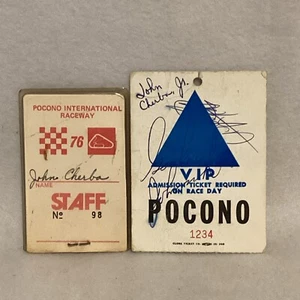 POCONO INTERNATIONAL
RACEWAY
76
John Cherba
NAME
STAFF
No 98
John Cherba, Jr.
V.I.P.
ADMISSION TICKET REQUIRED
ON RACE DAY
POCONO
1234